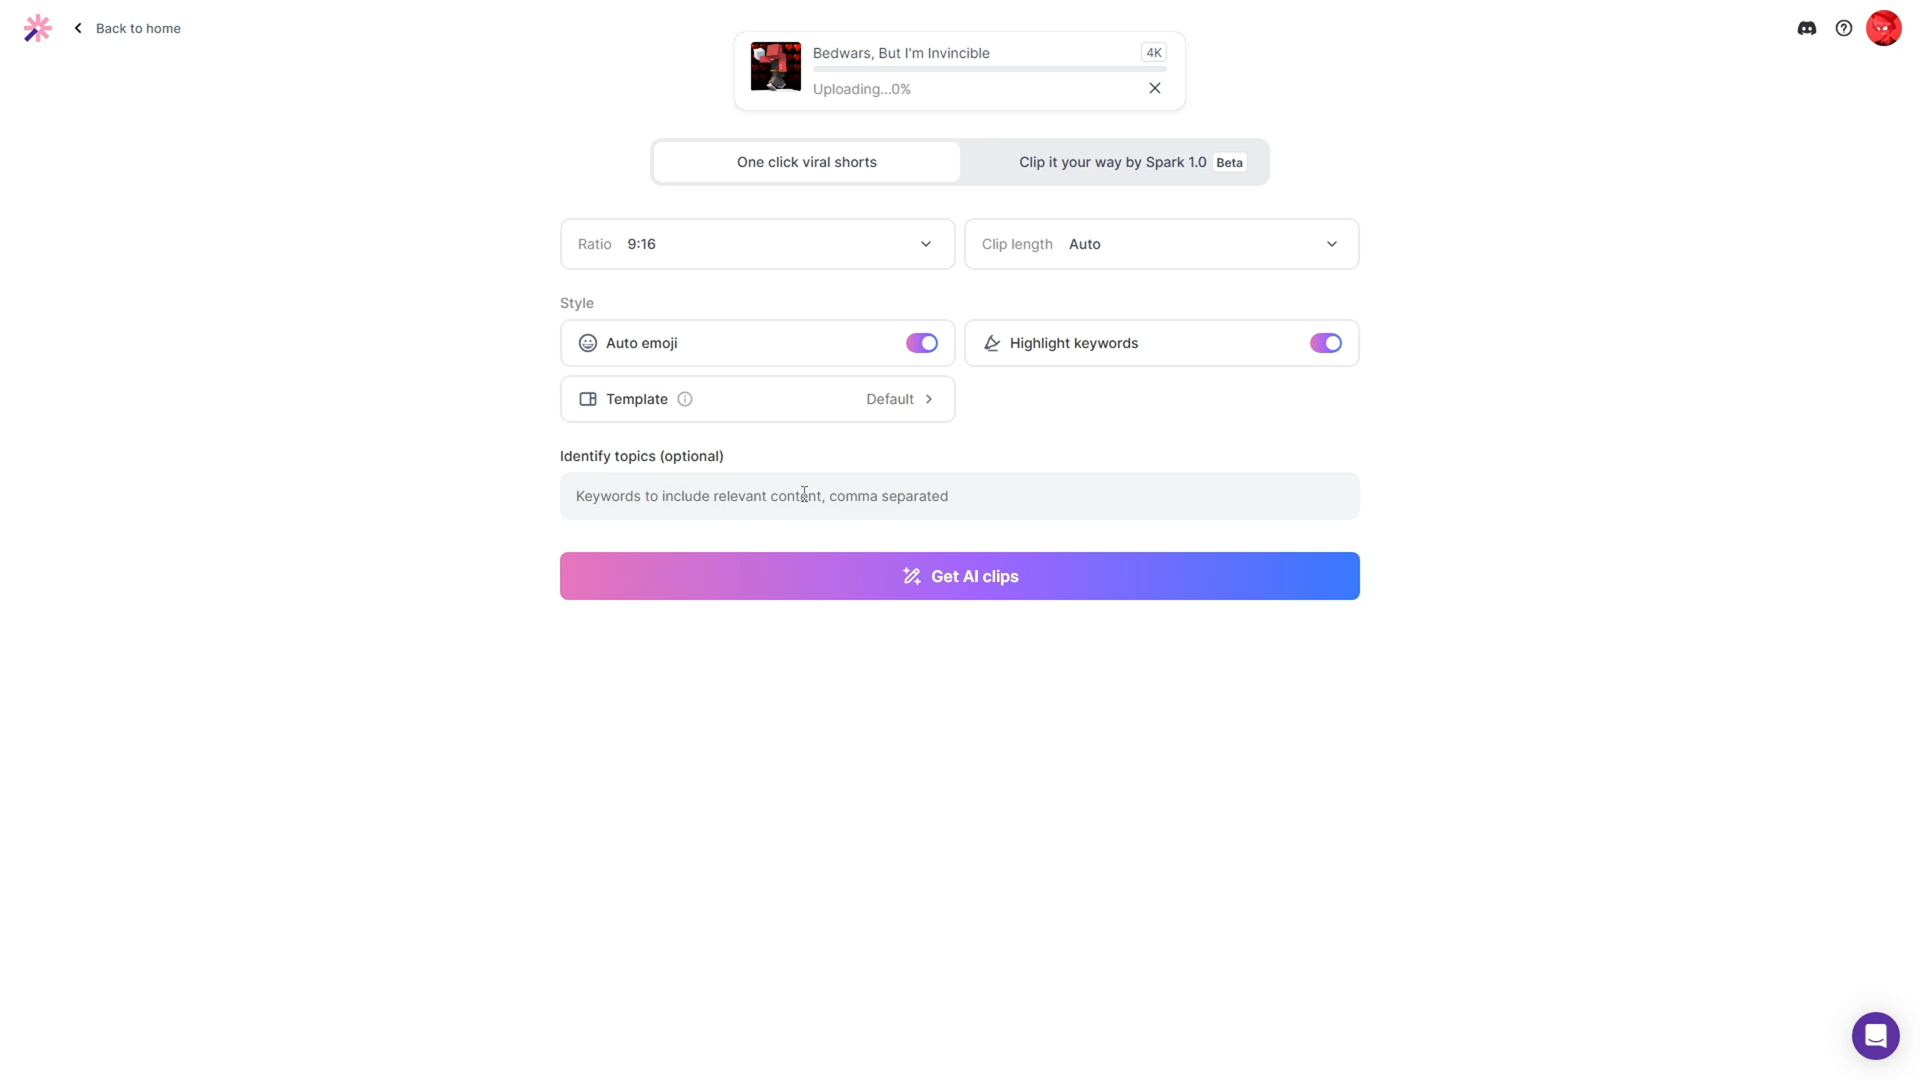 Back to home
Bedwars, But I'm Invincible 4K
Uploading...0%
One click viral shorts
Clip it your way by Spark 1.0 Beta
Ratio 9:16
Clip length Auto
Style
Auto emoji
Highlight keywords
Template Default
Identify topics (optional)
Keywords to include relevant content, comma separated
Get AI clips